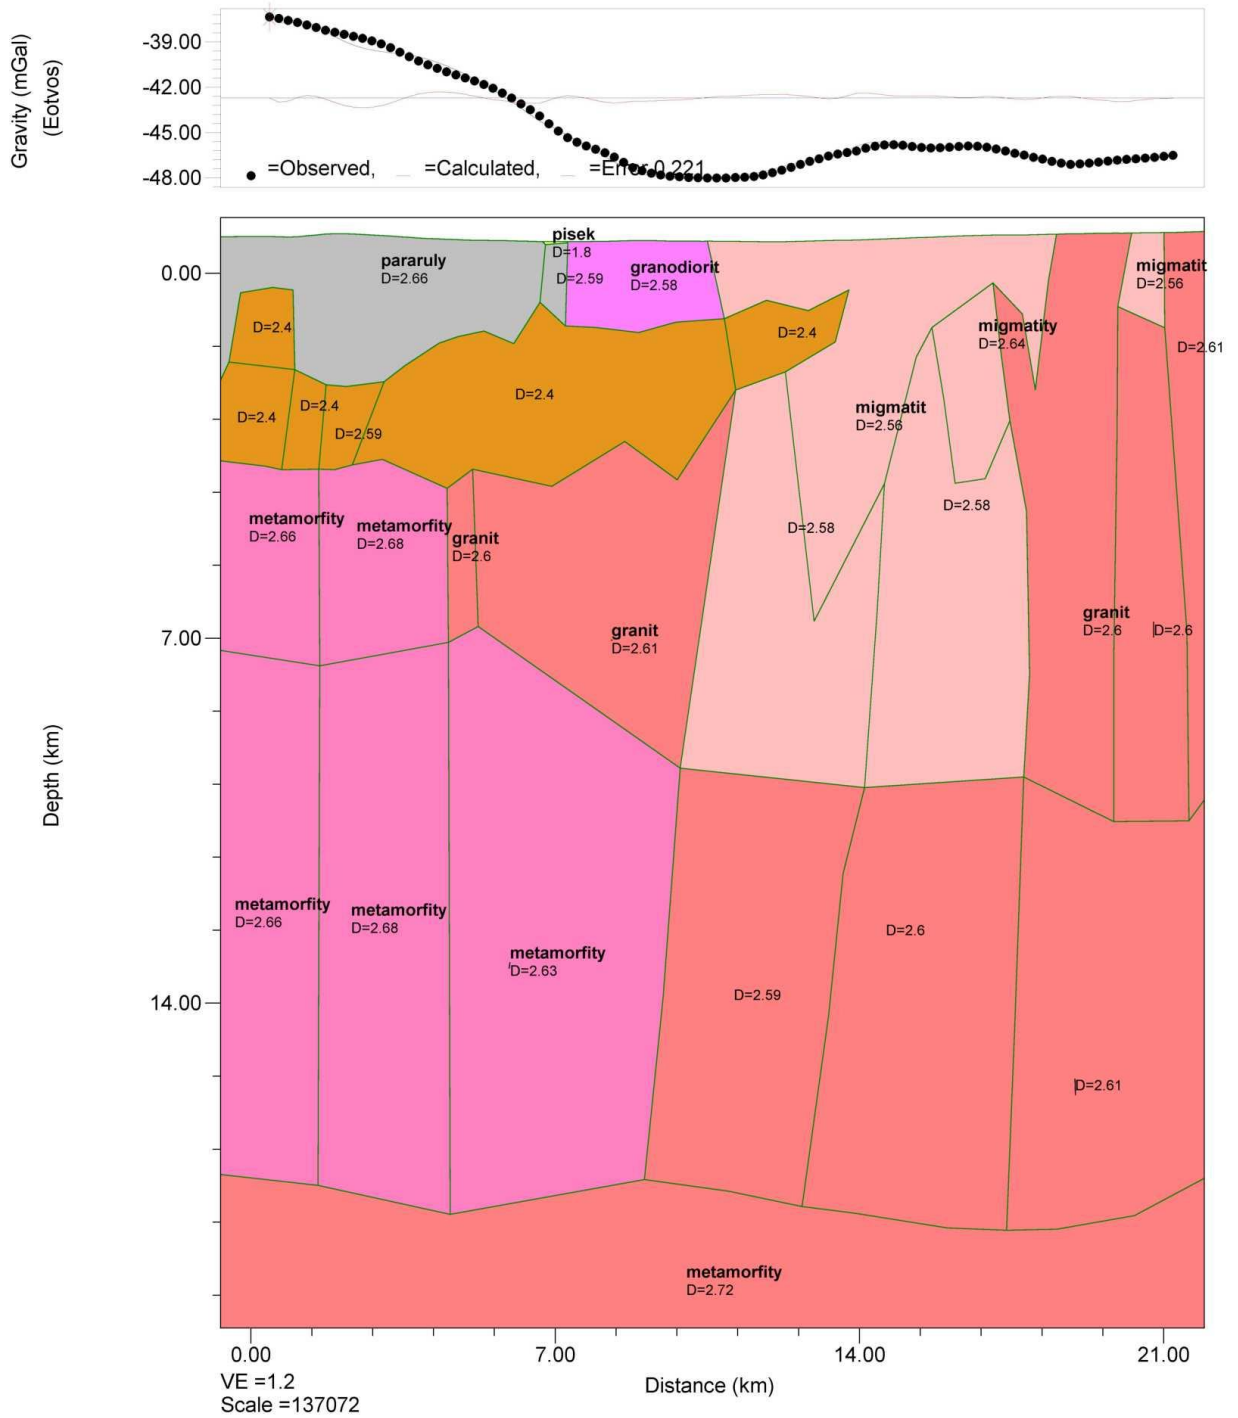 Gravity (mGal)
(Eotvos)
-39.00
-42.00
-45.00
-48.00
=Observed, =Calculated, =Error 0.221
Depth (km)
0.00
7.00
14.00
pararuly
D=2.66
pisek
D=1.8
D=2.59
granodiorit
D=2.58
migmatit
D=2.56
D=2.61
migmatity
D=2.64
D=2.4
D=2.4
D=2.4
D=2.4
D=2.59
D=2.4
migmatit
D=2.56
D=2.58
D=2.58
metamorfity
D=2.66
metamorfity
D=2.68
granit
D=2.6
granit
D=2.61
granit
D=2.6
D=2.6
metamorfity
D=2.66
metamorfity
D=2.68
metamorfity
D=2.63
D=2.6
D=2.59
D=2.61
metamorfity
D=2.72
0.00
7.00
14.00
21.00
VE =1.2
Distance (km)
Scale =137072